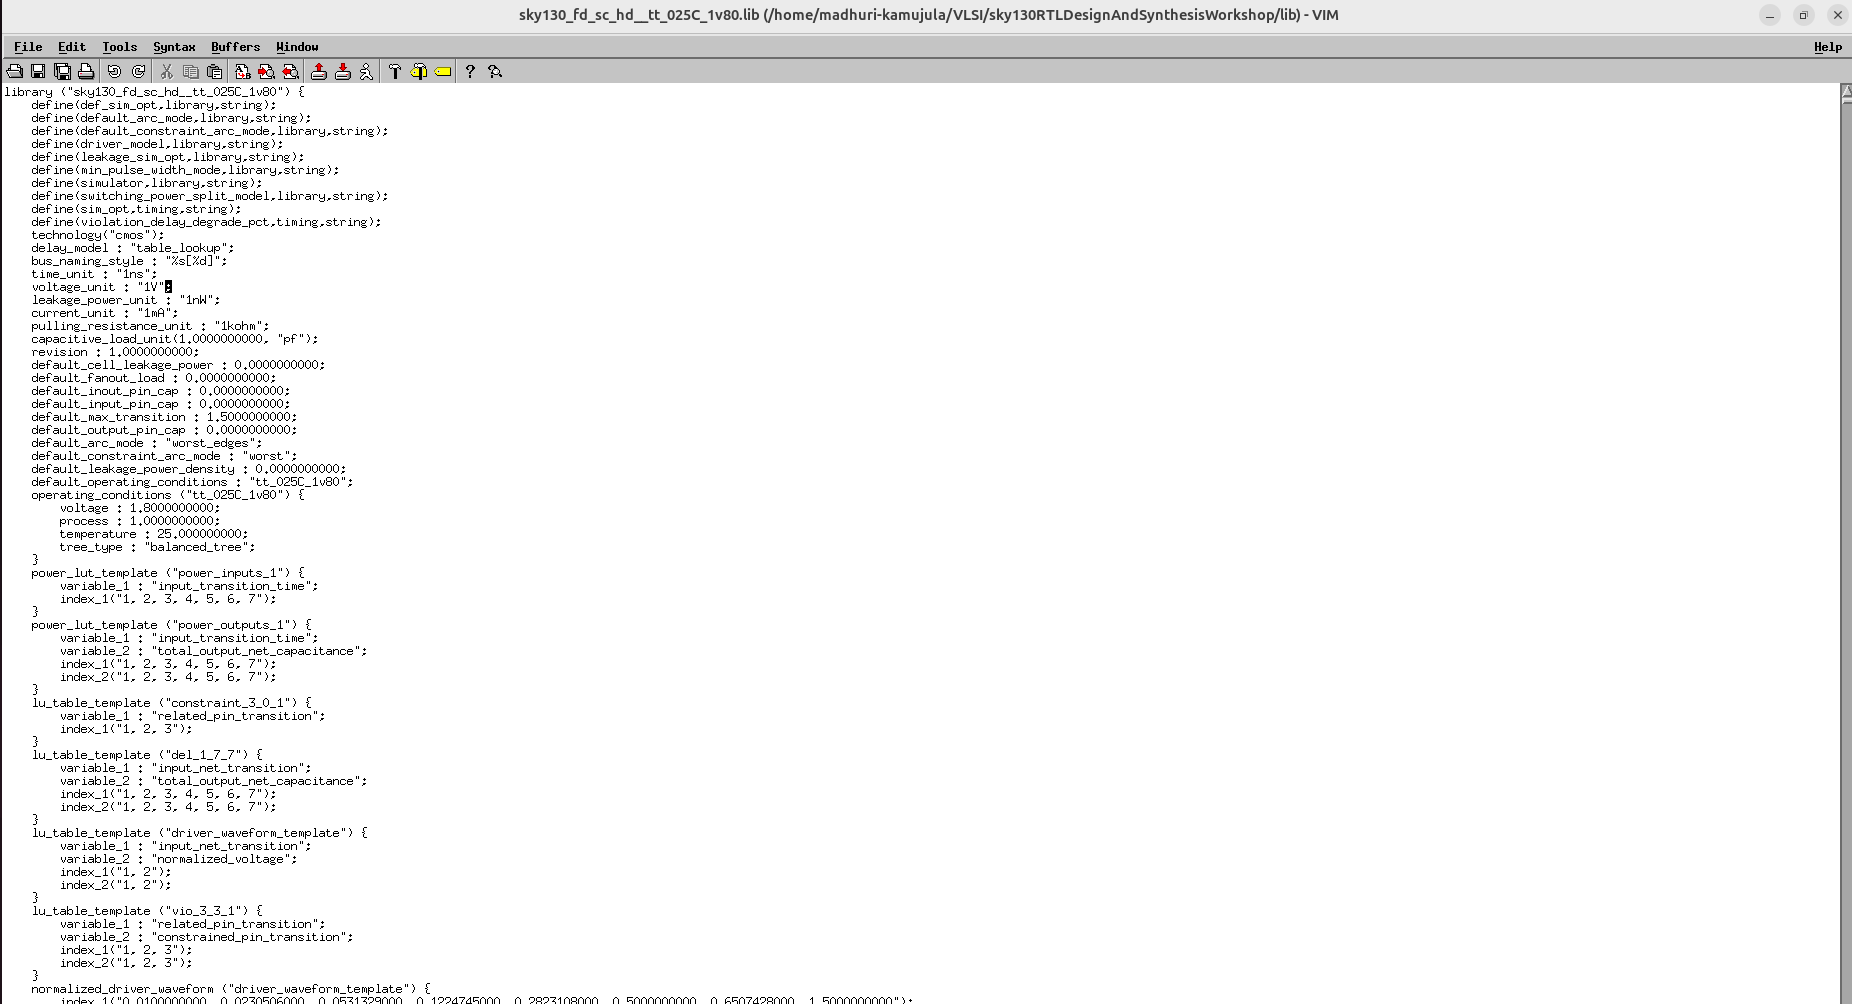 sky130_fd_sc_hd__tt_025C_1v80.lib (/home/madhuri-kamujula/VLSI/sky130RTLDesignAndSynthesisWorkshop/lib) - VIM
File Edit Tools Syntax Buffers Window Help
library ("sky130_fd_sc_hd__tt_025C_1v80") {
    define(def_sim_opt,library,string);
    define(default_arc_mode,library,string);
    define(default_constraint_arc_mode,library,string);
    define(driver_model,library,string);
    define(leakage_sim_opt,library,string);
    define(min_pulse_width_mode,library,string);
    define(simulator,library,string);
    define(switching_power_split_model,library,string);
    define(sim_opt,timing,string);
    define(violation_delay_degrade_pct,timing,string);
    technology("cmos");
    delay_model : "table_lookup";
    bus_naming_style : "%s[%d]";
    time_unit : "1ns";
    voltage_unit : "1V";
    leakage_power_unit : "1nW";
    current_unit : "1mA";
    pulling_resistance_unit : "1kohm";
    capacitive_load_unit(1.0000000000, "pf");
    revision : 1.0000000000;
    default_cell_leakage_power : 0.0000000000;
    default_fanout_load : 0.0000000000;
    default_inout_pin_cap : 0.0000000000;
    default_input_pin_cap : 0.0000000000;
    default_max_transition : 1.5000000000;
    default_output_pin_cap : 0.0000000000;
    default_arc_mode : "worst_edges";
    default_constraint_arc_mode : "worst";
    default_leakage_power_density : 0.0000000000;
    default_operating_conditions : "tt_025C_1v80";
    operating_conditions ("tt_025C_1v80") {
        voltage : 1.8000000000;
        process : 1.0000000000;
        temperature : 25.000000000;
        tree_type : "balanced_tree";
    }
    power_lut_template ("power_inputs_1") {
        variable_1 : "input_transition_time";
        index_1("1, 2, 3, 4, 5, 6, 7");
    }
    power_lut_template ("power_outputs_1") {
        variable_1 : "input_transition_time";
        variable_2 : "total_output_net_capacitance";
        index_1("1, 2, 3, 4, 5, 6, 7");
        index_2("1, 2, 3, 4, 5, 6, 7");
    }
    lu_table_template ("constraint_3_0_1") {
        variable_1 : "related_pin_transition";
        index_1("1, 2, 3");
    }
    lu_table_template ("del_1_7_7") {
        variable_1 : "input_net_transition";
        variable_2 : "total_output_net_capacitance";
        index_1("1, 2, 3, 4, 5, 6, 7");
        index_2("1, 2, 3, 4, 5, 6, 7");
    }
    lu_table_template ("driver_waveform_template") {
        variable_1 : "input_net_transition";
        variable_2 : "normalized_voltage";
        index_1("1, 2");
        index_2("1, 2");
    }
    lu_table_template ("vio_3_3_1") {
        variable_1 : "related_pin_transition";
        variable_2 : "constrained_pin_transition";
        index_1("1, 2, 3");
        index_2("1, 2, 3");
    }
    normalized_driver_waveform ("driver_waveform_template") {
        index_1("0.0100000000, 0.0230506000, 0.0531329000, 0.1224745000, 0.2823108000, 0.5000000000, 0.6507428000, 1.5000000000");